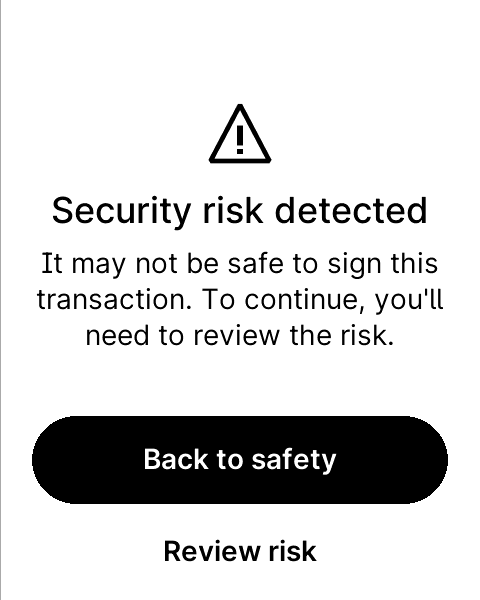 Security risk detected
It may not be safe to sign this
transaction. To continue, you'll
need to review the risk.
Back to safety
Review risk